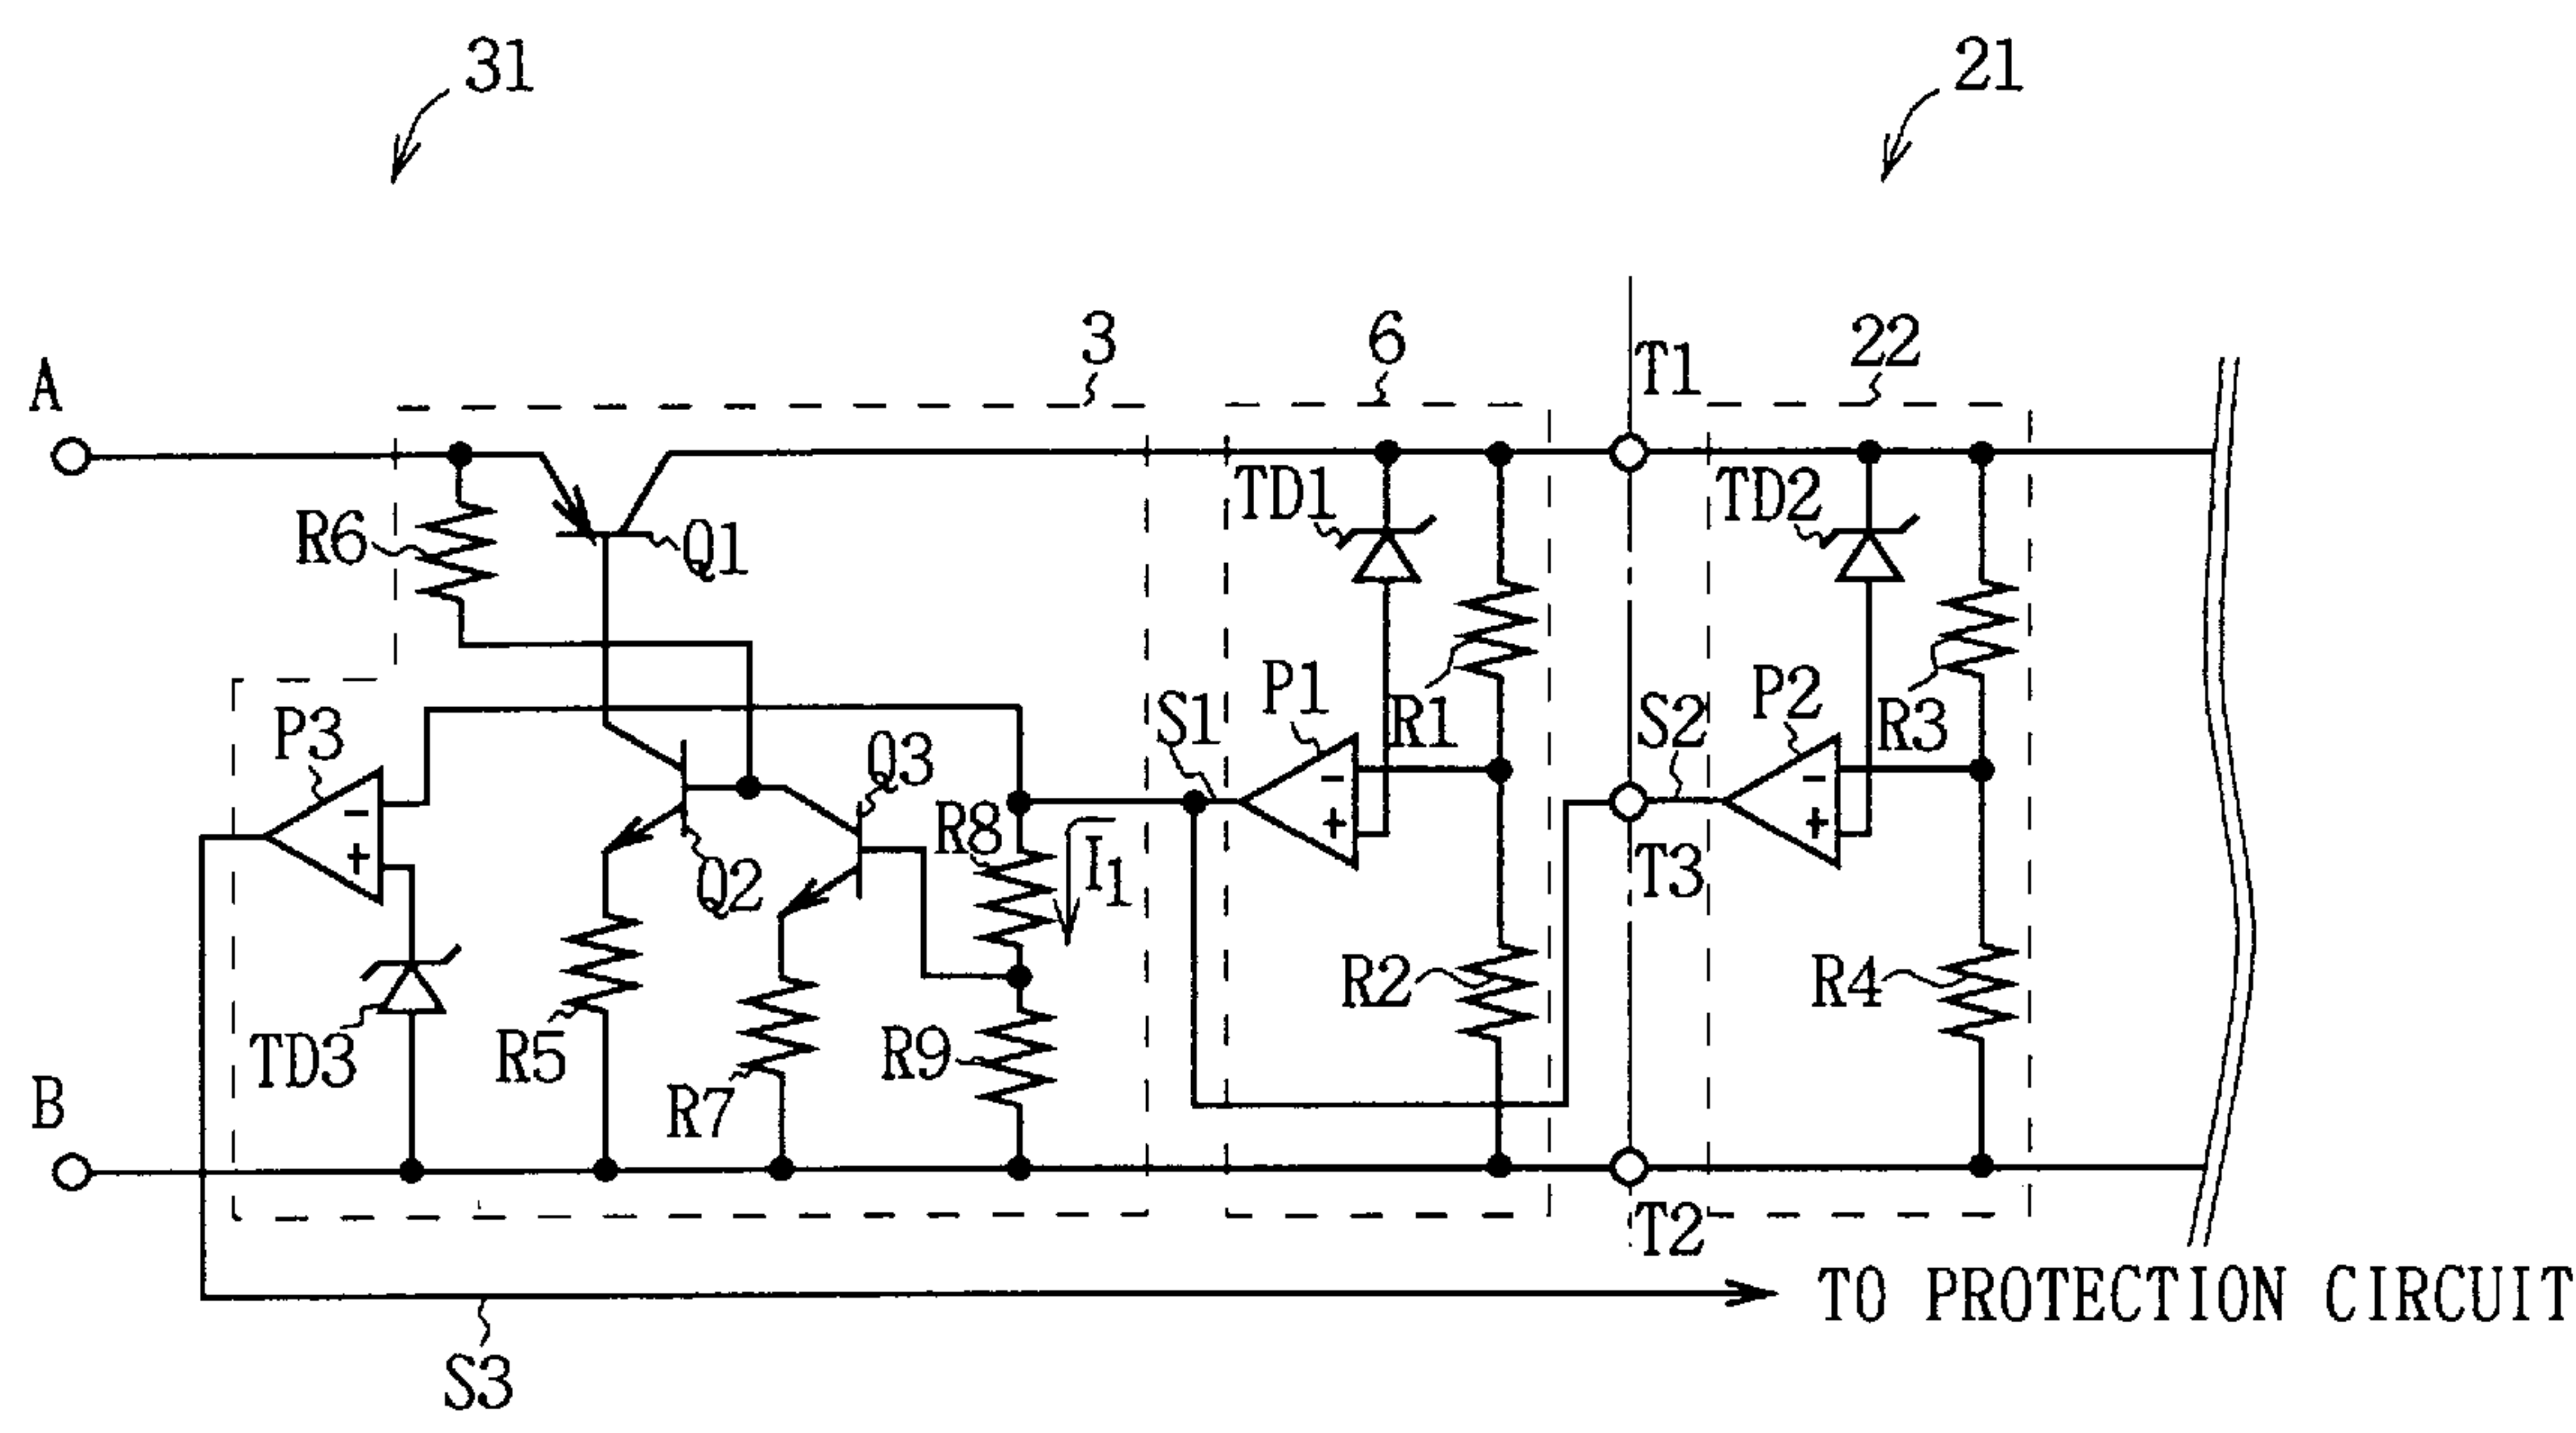 31
21
3
6
22
T1
A
TD1
TD2
R6
Q1
P1
P2
S1
R1
S2
R3
P3
Q3
R8
I1
T3
Q2
R2
R4
TD3
R5
R9
R7
B
T2
TO PROTECTION CIRCUIT
S3
-
+
-
+
-
+